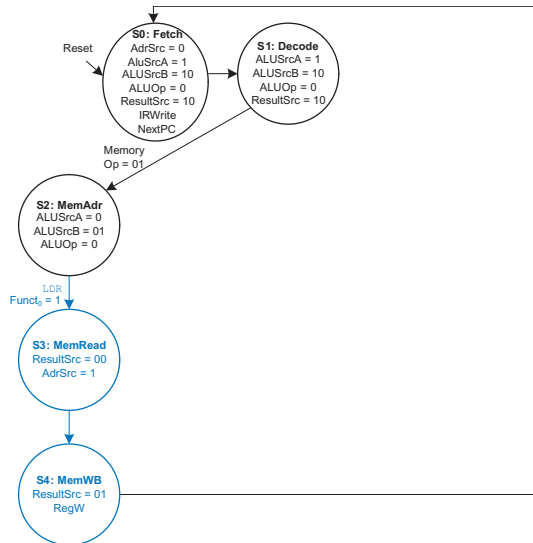 Reset
S0: Fetch
AdrSrc = 0
AluSrcA = 1
ALUSrcB = 10
ALUOp = 0
ResultSrc = 10
IRWrite
NextPC
S1: Decode
ALUSrcA = 1
ALUSrcB = 10
ALUOp = 0
ResultSrc = 10
Memory
Op = 01
S2: MemAdr
ALUSrcA = 0
ALUSrcB = 01
ALUOp = 0
LDR
Funct₀ = 1
S3: MemRead
ResultSrc = 00
AdrSrc = 1
S4: MemWB
ResultSrc = 01
RegW